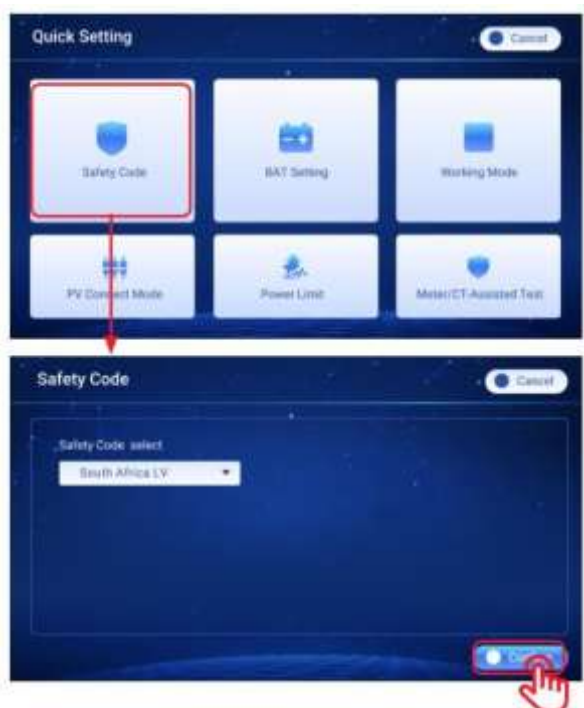 Quick Setting
Cancel
Safety Code
BAT Setting
Working Mode
PV Connect Mode
Power Limit
Meter/CT-Assisted Test
Safety Code
Cancel
Safety Code select
South Africa LV